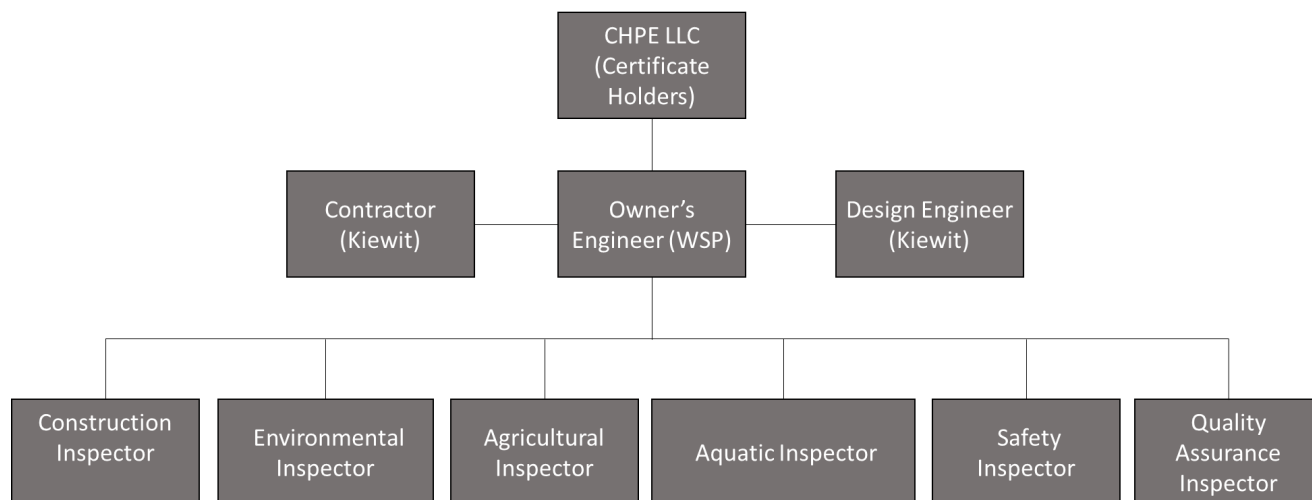 CHPE LLC
(Certificate
Holders)
Contractor
(Kiewit)
Owner’s
Engineer (WSP)
Design Engineer
(Kiewit)
Construction
Inspector
Environmental
Inspector
Agricultural
Inspector
Aquatic Inspector
Safety
Inspector
Quality
Assurance
Inspector